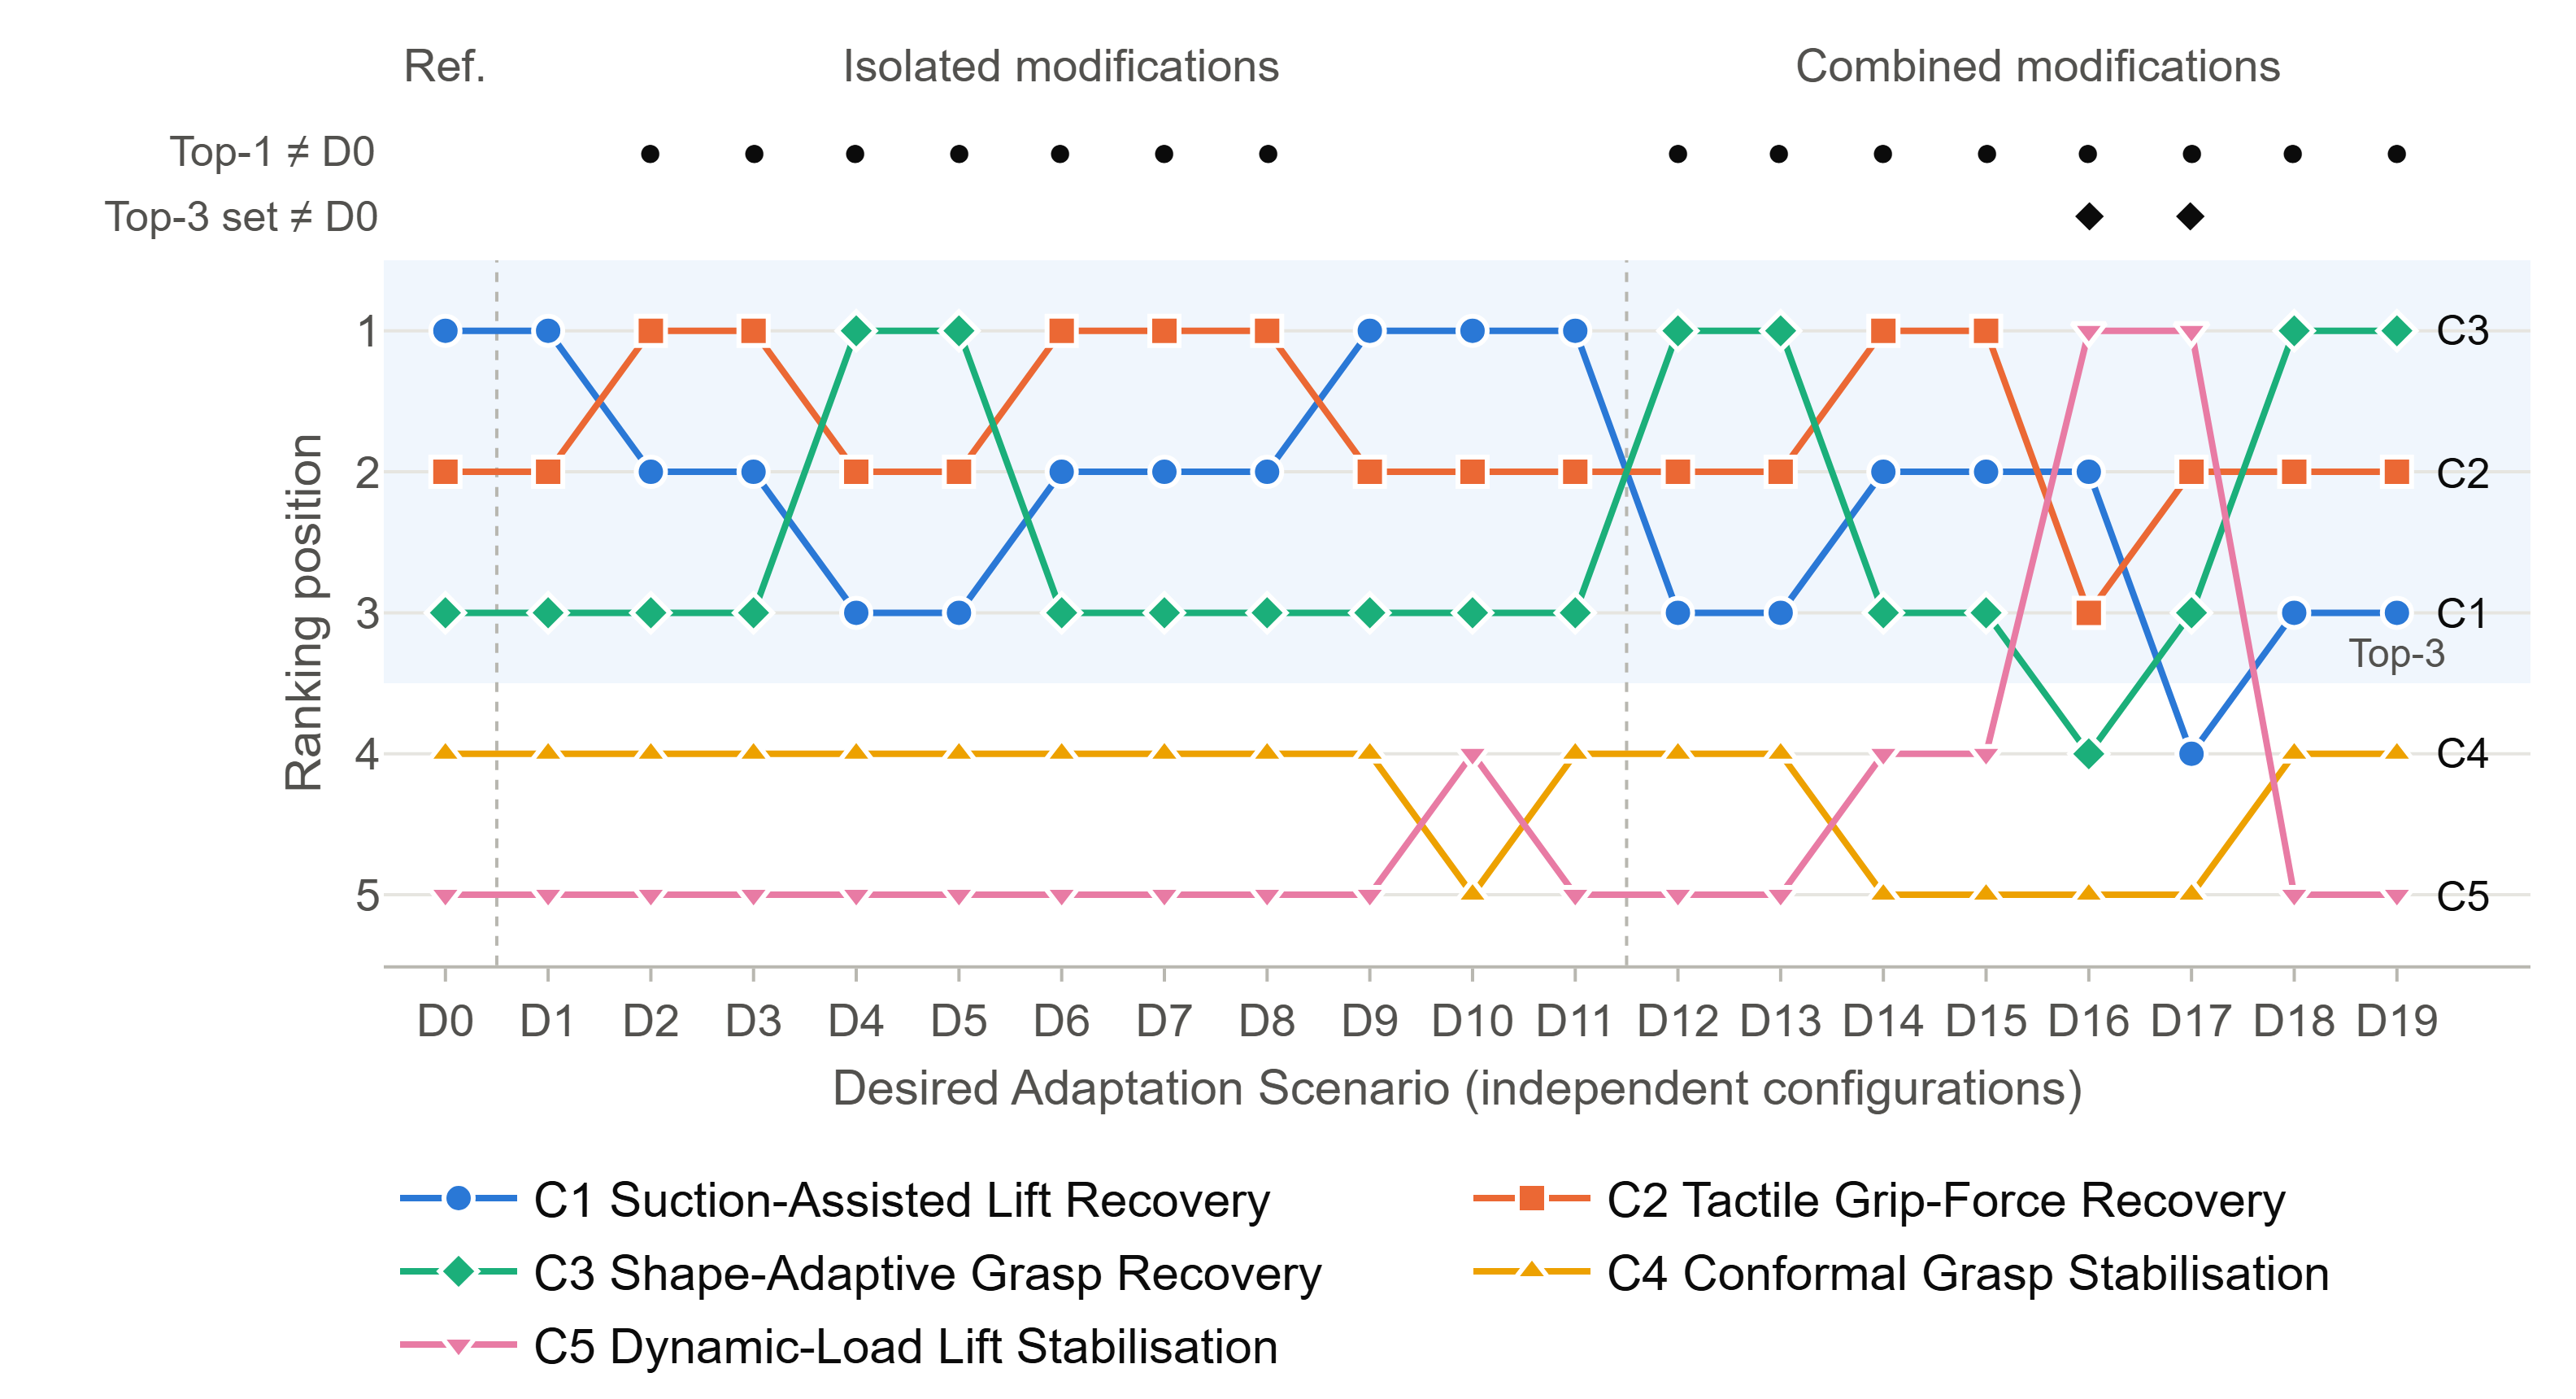 Ref. Isolated modifications Combined modifications
Top-1 ≠ D0
Top-3 set ≠ D0
Ranking position
1 C3
2 C2
3 C1
Top-3
4 C4
5 C5
D0 D1 D2 D3 D4 D5 D6 D7 D8 D9 D10 D11 D12 D13 D14 D15 D16 D17 D18 D19
Desired Adaptation Scenario (independent configurations)
C1 Suction-Assisted Lift Recovery C2 Tactile Grip-Force Recovery
C3 Shape-Adaptive Grasp Recovery C4 Conformal Grasp Stabilisation
C5 Dynamic-Load Lift Stabilisation